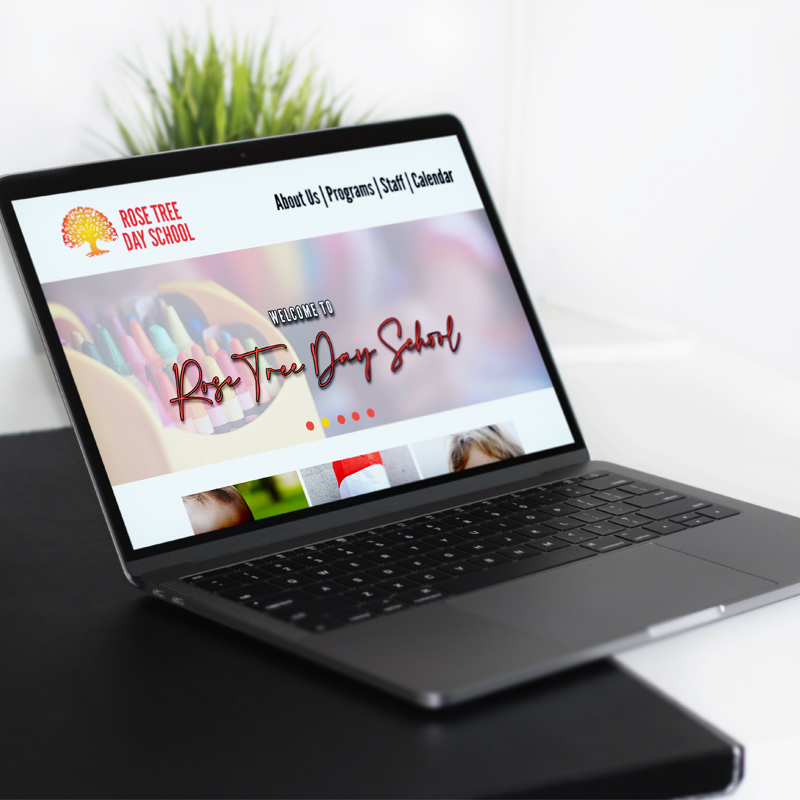 ROSE TREE
DAY SCHOOL
About Us | Programs | Staff | Calendar
WELCOME TO
Rose Tree Day School